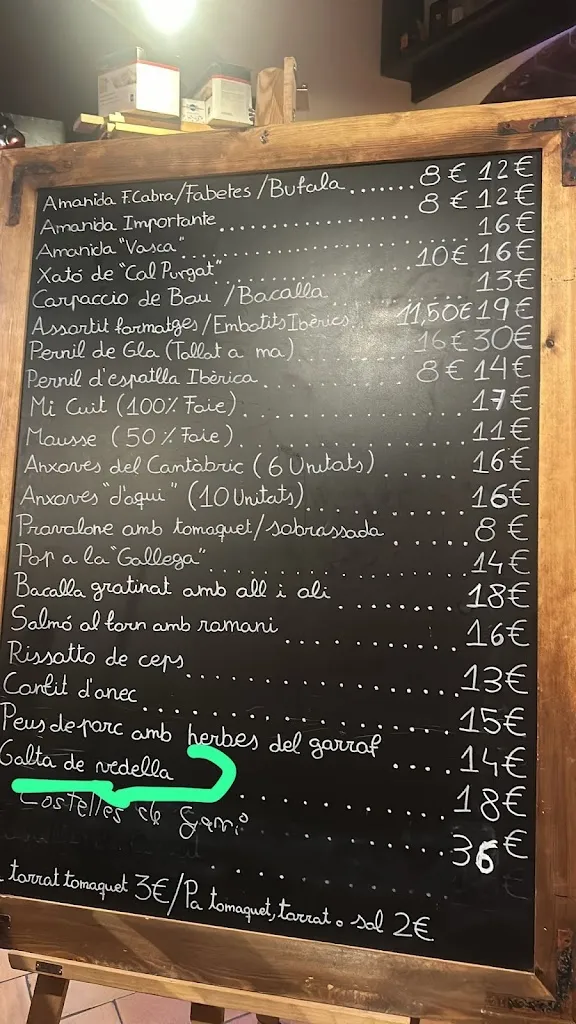 Amanida F.Cabra/Fabetes/Bufala ....... 8€ 12€
Amanida Importante ....... 8€ 12€
Amanida "Vasca" ....... 16€
Xató de "Cal Purgat" ....... 10€ 16€
Carpaccio de Bou /Bacalla ....... 13€
Assortit formatges/Embotits Ibèrics ... 11,50€ 19€
Pernil de Gla (Tallat a ma) ....... 16€ 30€
Pernil d'espatlla Ibèrica ....... 8€ 14€
Mi Cuit (100% Foie) ....... 17€
Mousse (50% Foie) ....... 11€
Anxoves del Cantàbric (6 Unitats) ...... 16€
Anxoves "d'aqui" (10 Unitats) ....... 16€
Provolone amb tomaquet/sobrassada .... 8€
Pop a la "Gallega" ....... 14€
Bacalla gratinat amb all i oli ....... 18€
Salmó al forn amb romani ....... 16€
Rissotto de ceps ....... 13€
Confit d'anec ....... 15€
Peus de porc amb herbes del garraf .... 14€
Galta de vedella ....... 18€
Costelles de 36€
torrat tomaquet 3€/Pa tomaquet, torrat o sol 2€